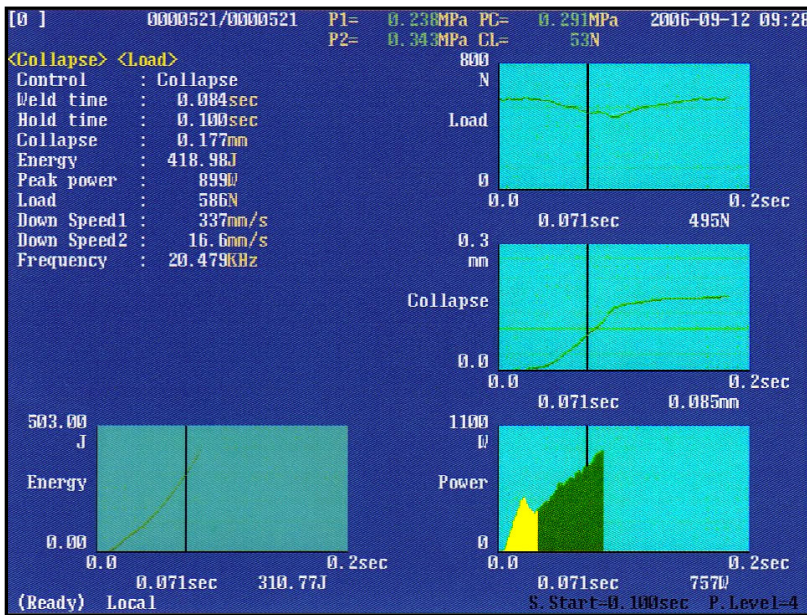 [0 ] 0000521/0000521 P1= 0.238MPa PC= 0.291MPa 2006-09-12 09:28
P2= 0.343MPa CL= 53N
<Collapse> <Load>
Control : Collapse
Weld time : 0.084sec
Hold time : 0.100sec
Collapse : 0.177mm
Energy : 418.98J
Peak power : 899W
Load : 586N
Down Speed1 : 337mm/s
Down Speed2 : 16.6mm/s
Frequency : 20.479KHz
800
N
Load
0
0.0 0.2sec
0.071sec 495N
0.3
mm
Collapse
0.0
0.0 0.2sec
0.071sec 0.085mm
503.00
J
Energy
0.00
0.0 0.2sec
0.071sec 310.77J
1100
W
Power
0
0.0 0.2sec
0.071sec 757W
(Ready) Local S.Start=0.100sec P.Level=4